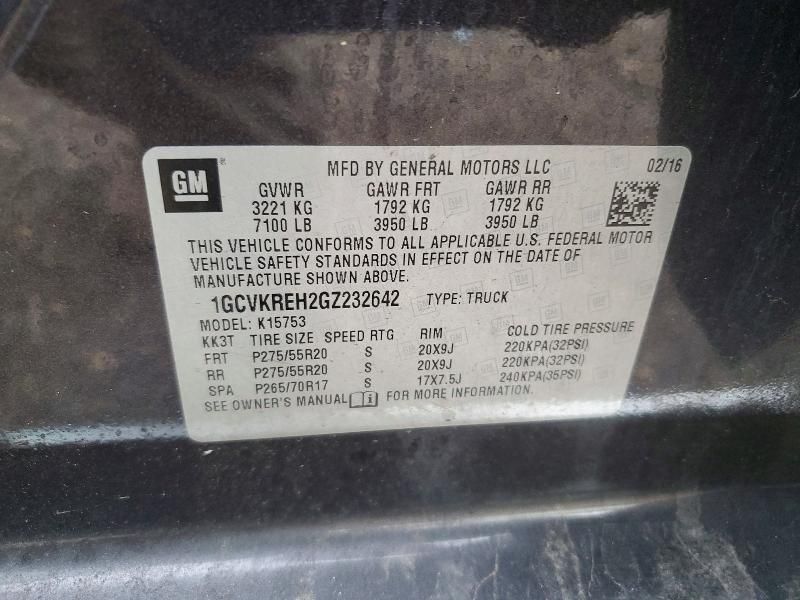 GM
MFD BY GENERAL MOTORS LLC 02/16
GVWR GAWR FRT GAWR RR
3221 KG 1792 KG 1792 KG
7100 LB 3950 LB 3950 LB
THIS VEHICLE CONFORMS TO ALL APPLICABLE U.S. FEDERAL MOTOR
VEHICLE SAFETY STANDARDS IN EFFECT ON THE DATE OF
MANUFACTURE SHOWN ABOVE.
1GCVKREH2GZ232642 TYPE: TRUCK
MODEL: K15753
KK3T TIRE SIZE SPEED RTG RIM COLD TIRE PRESSURE
FRT P275/55R20 S 20X9J 220KPA(32PSI)
RR P275/55R20 S 20X9J 220KPA(32PSI)
SPA P265/70R17 S 17X7.5J 240KPA(35PSI)
SEE OWNER'S MANUAL i FOR MORE INFORMATION.